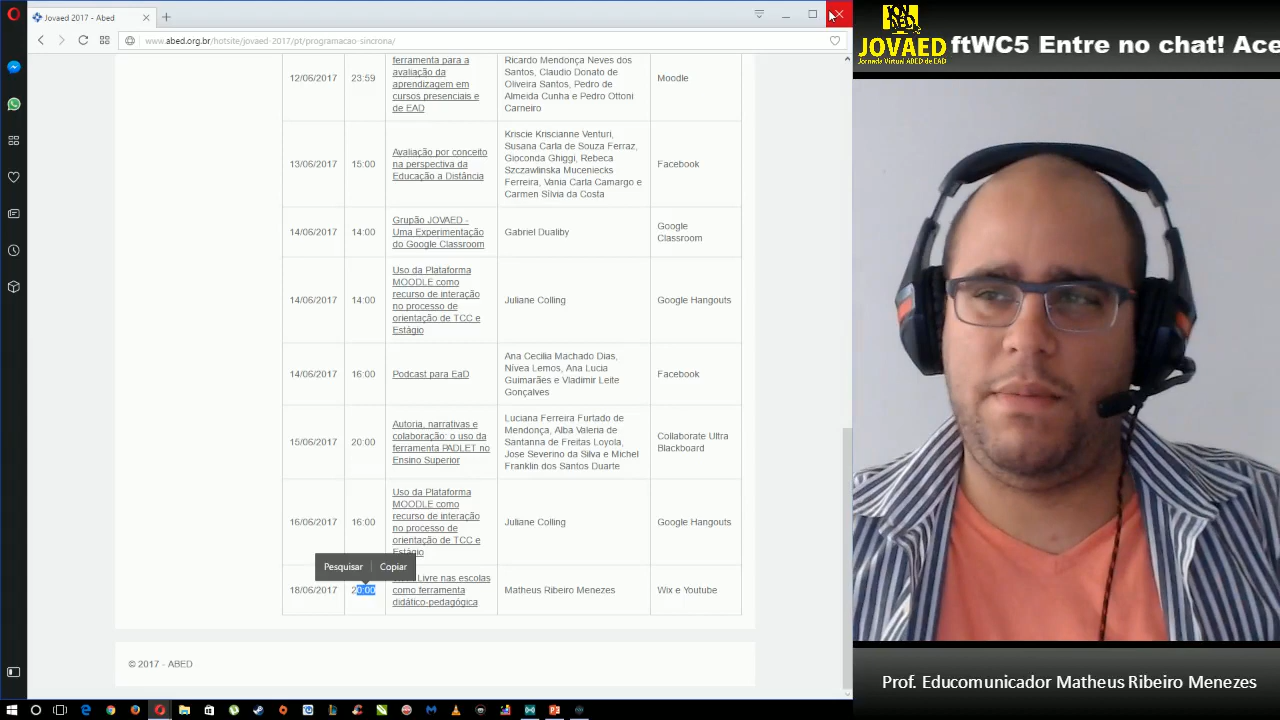 Jovaed 2017 - Abed
www.abed.org.br/hotsite/jovaed-2017/pt/programacao-sincrona/
JOVAED
Jornada Virtual ABED de EAD
ftWC5 Entre no chat! Ace
12/06/2017
23:59
ferramenta para a
avaliação da
aprendizagem em
cursos presenciais e
de EAD
Ricardo Mendonça Neves dos
Santos, Claudio Donato de
Oliveira Santos, Pedro de
Almeida Cunha e Pedro Ottoni
Carneiro
Moodle
13/06/2017
15:00
Avaliação por conceito
na perspectiva da
Educação a Distância
Kriscie Kriscianne Venturi,
Susana Carla de Souza Ferraz,
Gioconda Ghiggi, Rebeca
Szczawlinska Muceniecks
Ferreira, Vania Carla Camargo e
Carmen Sílvia da Costa
Facebook
14/06/2017
14:00
Grupão JOVAED -
Uma Experimentação
do Google Classroom
Gabriel Dualiby
Google
Classroom
14/06/2017
14:00
Uso da Plataforma
MOODLE como
recurso de interação
no processo de
orientação de TCC e
Estágio
Juliane Colling
Google Hangouts
14/06/2017
16:00
Podcast para EaD
Ana Cecilia Machado Dias,
Nívea Lemos, Ana Lucia
Guimarães e Vladimir Leite
Gonçalves
Facebook
15/06/2017
20:00
Autoria, narrativas e
colaboração: o uso da
ferramenta PADLET no
Ensino Superior
Luciana Ferreira Furtado de
Mendonça, Alba Valeria de
Santanna de Freitas Loyola,
Jose Severino da Silva e Michel
Franklin dos Santos Duarte
Collaborate Ultra
Blackboard
16/06/2017
16:00
Uso da Plataforma
MOODLE como
recurso de interação
no processo de
orientação de TCC e
Estágio
Juliane Colling
Google Hangouts
Pesquisar
Copiar
18/06/2017
20:00
Livre nas escolas
como ferramenta
didático-pedagógica
Matheus Ribeiro Menezes
Wix e Youtube
© 2017 - ABED
Prof. Educomunicador Matheus Ribeiro Menezes